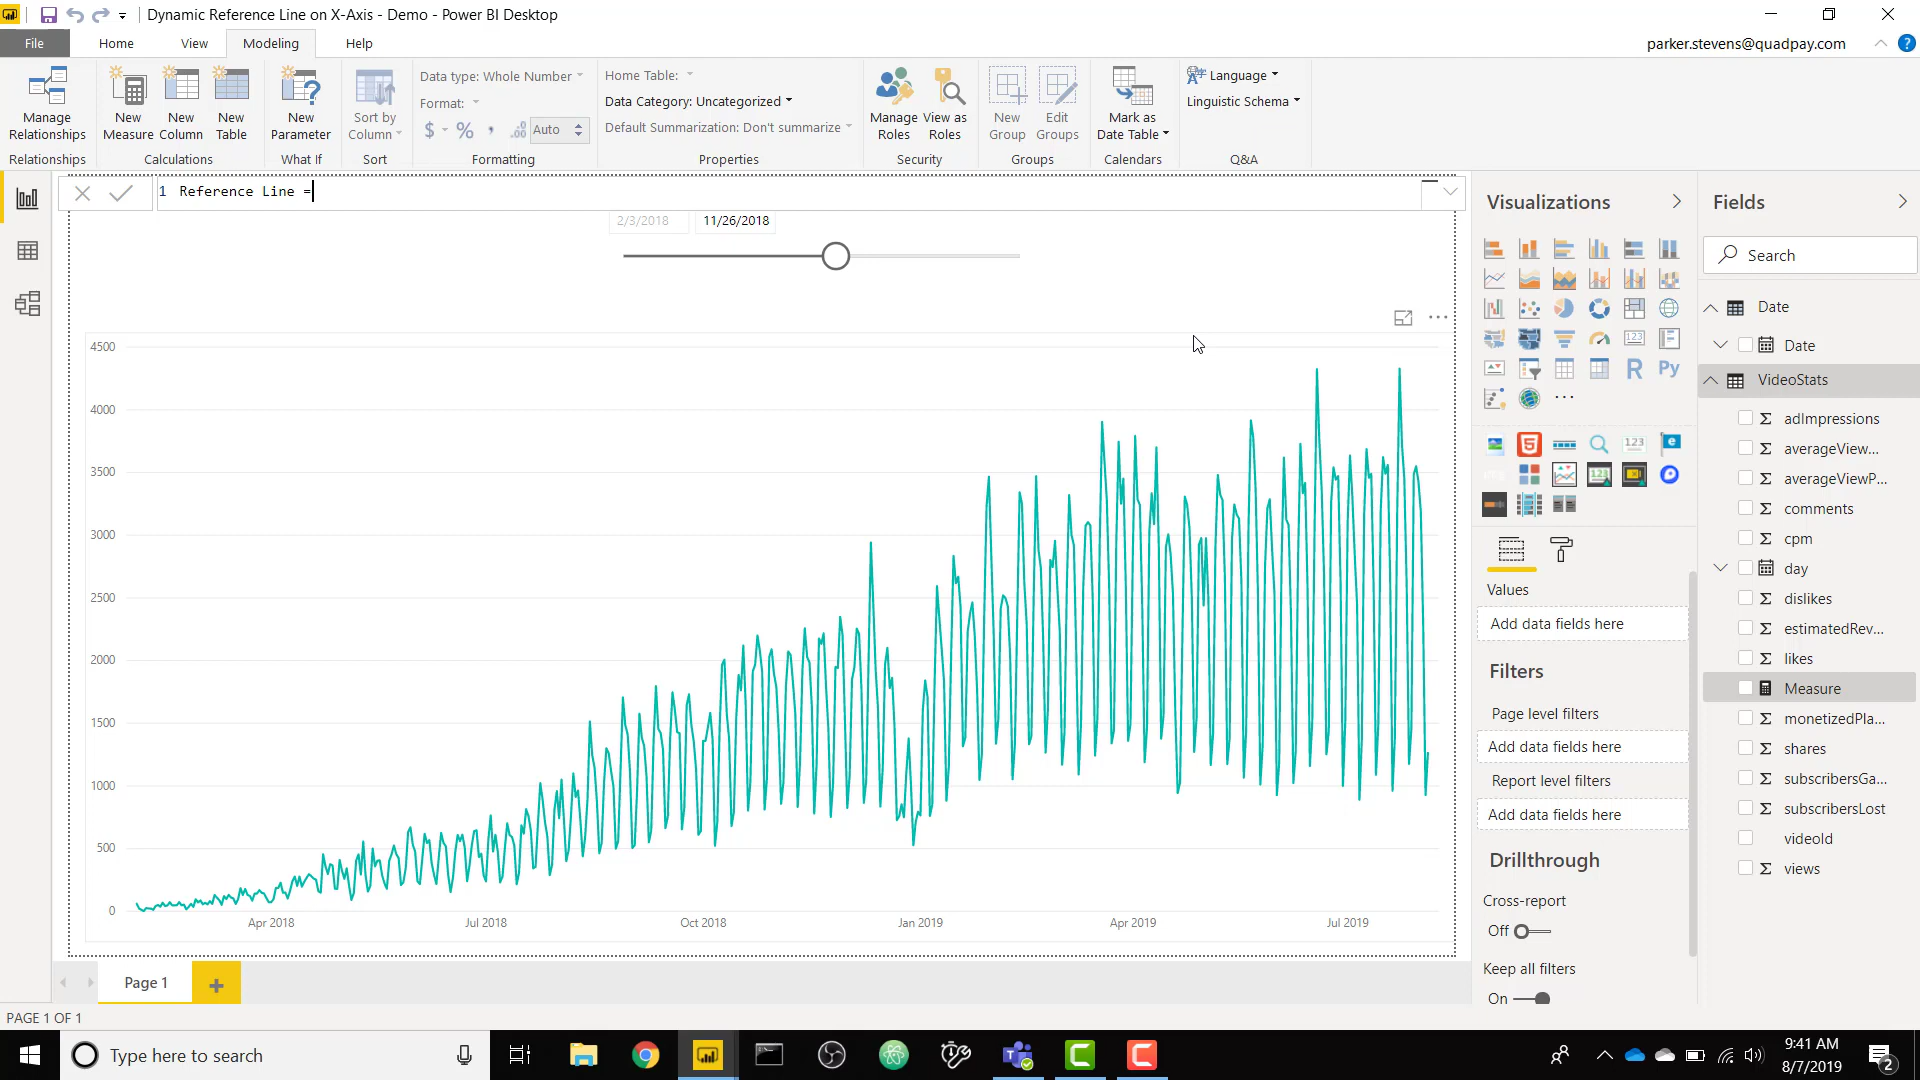 Dynamic Reference Line on X-Axis - Demo - Power BI Desktop
File
Home
View
Modeling
Help
parker.stevens@quadpay.com
Manage Relationships
Relationships
New Measure
New Column
New Table
Calculations
New Parameter
What If
Sort by Column
Sort
Data type: Whole Number
Format:
$ % , .00 Auto
Formatting
Home Table:
Data Category: Uncategorized
Default Summarization: Don't summarize
Properties
Manage Roles
View as Roles
Security
New Group
Edit Groups
Groups
Mark as Date Table
Calendars
Language
Linguistic Schema
Q&A
1 Reference Line =
2/3/2018
11/26/2018
4500
4000
3500
3000
2500
2000
1500
1000
500
0
Apr 2018
Jul 2018
Oct 2018
Jan 2019
Apr 2019
Jul 2019
Page 1
PAGE 1 OF 1
Visualizations
R
Py
Values
Add data fields here
Filters
Page level filters
Add data fields here
Report level filters
Add data fields here
Drillthrough
Cross-report
Off
Keep all filters
On
Fields
Search
Date
Date
VideoStats
adImpressions
averageView...
averageViewP...
comments
cpm
day
dislikes
estimatedRev...
likes
Measure
monetizedPla...
shares
subscribersGa...
subscribersLost
videoId
views
Type here to search
9:41 AM
8/7/2019
2